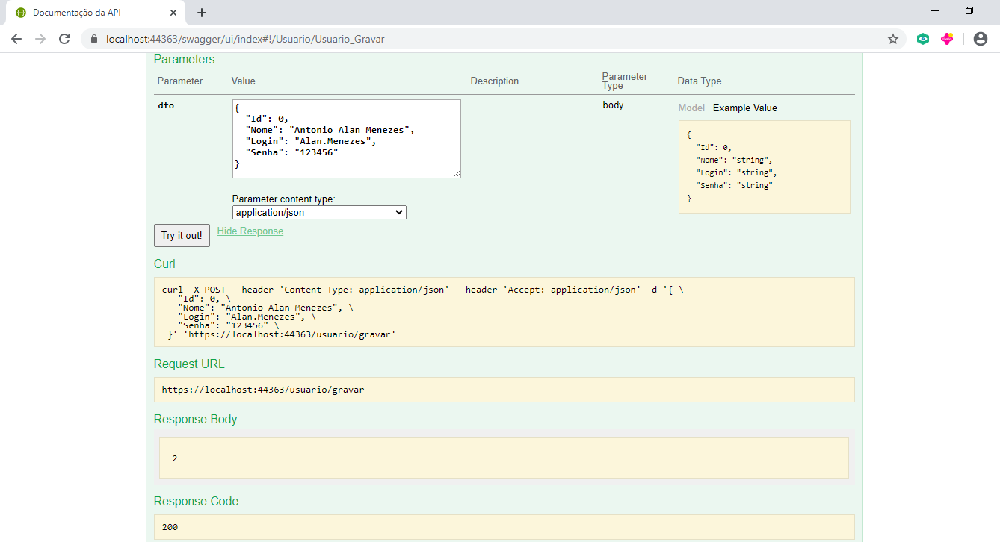 Documentação da API
localhost:44363/swagger/ui/index#!/Usuario/Usuario_Gravar
Parameters
Parameter Value Description Parameter Type Data Type
dto
{
"Id": 0,
"Nome": "Antonio Alan Menezes",
"Login": "Alan.Menezes",
"Senha": "123456"
}
body
Model Example Value
{
"Id": 0,
"Nome": "string",
"Login": "string",
"Senha": "string"
}
Parameter content type:
application/json
Try it out! Hide Response
Curl
curl -X POST --header 'Content-Type: application/json' --header 'Accept: application/json' -d '{ \
"Id": 0, \
"Nome": "Antonio Alan Menezes", \
"Login": "Alan.Menezes", \
"Senha": "123456" \
}' 'https://localhost:44363/usuario/gravar'
Request URL
https://localhost:44363/usuario/gravar
Response Body
2
Response Code
200